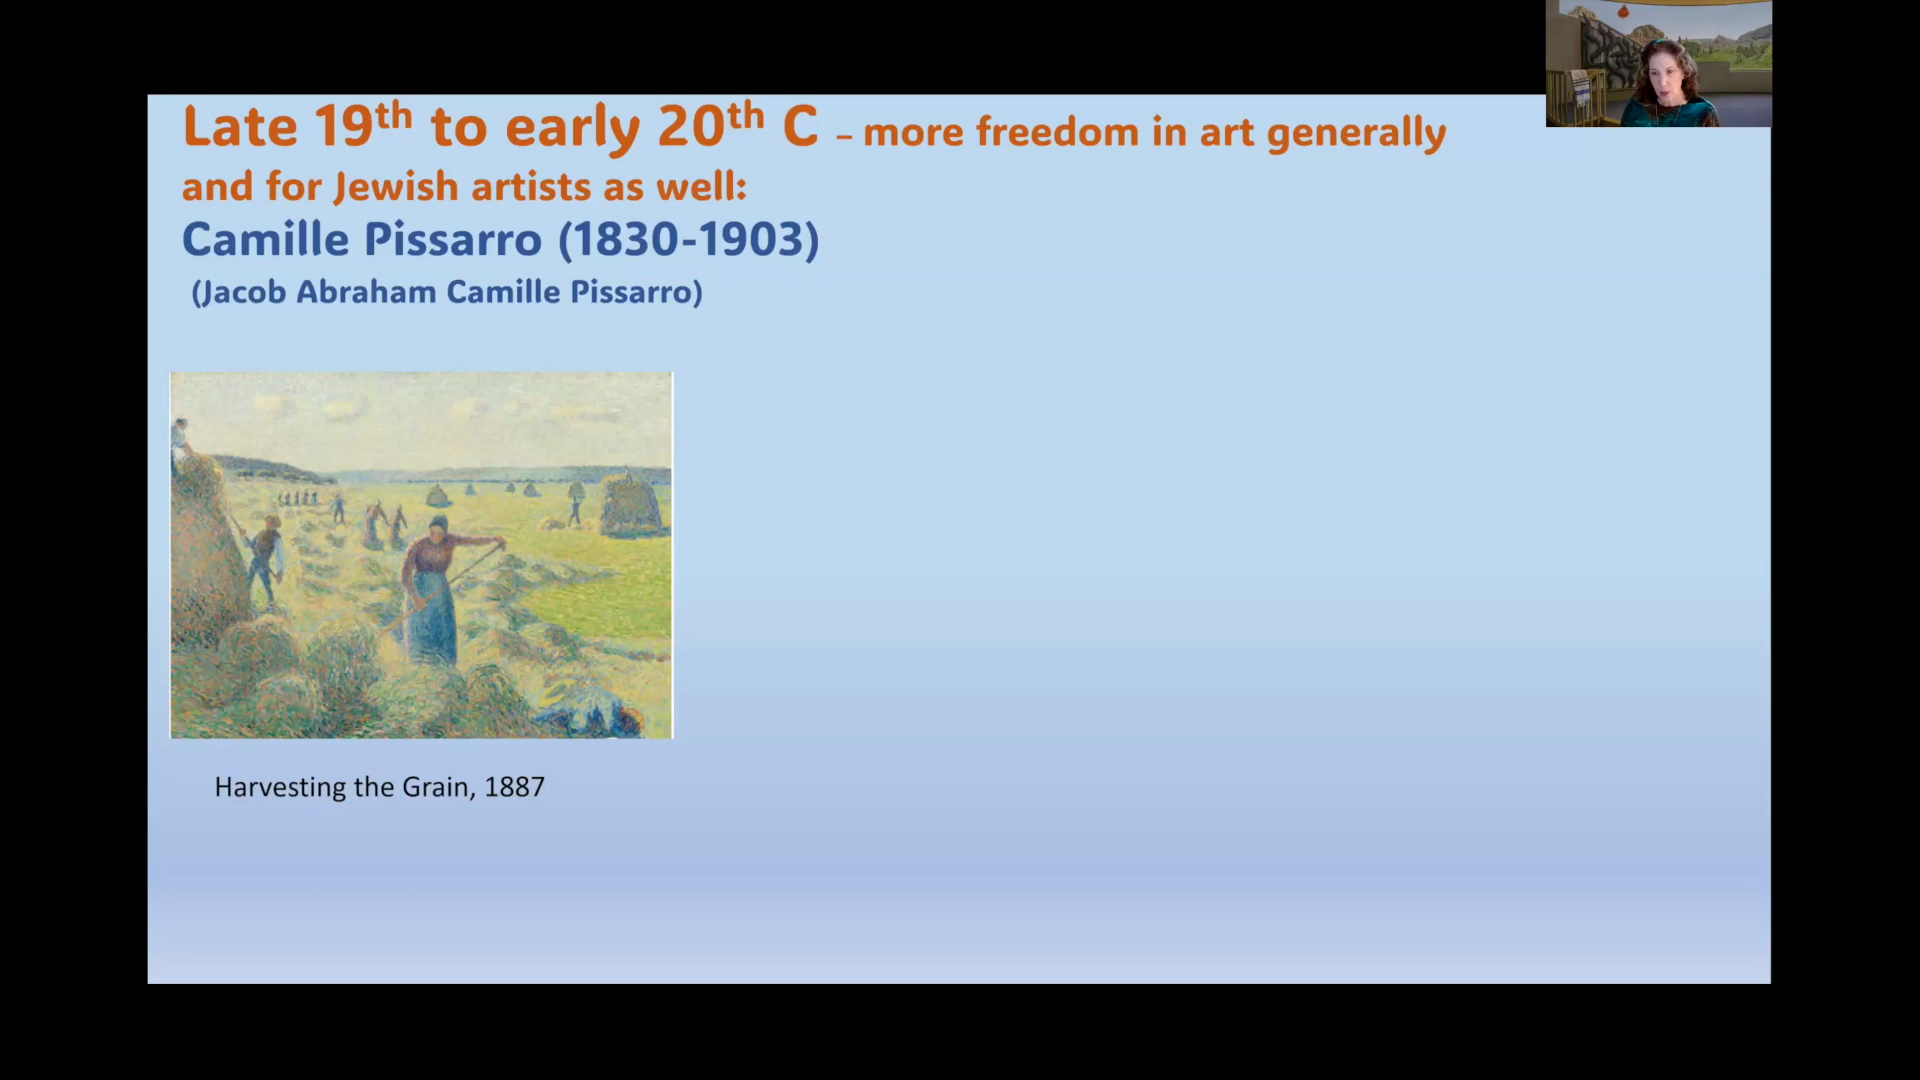 Late 19th to early 20th C – more freedom in art generally
and for Jewish artists as well:
Camille Pissarro (1830-1903)
(Jacob Abraham Camille Pissarro)
Harvesting the Grain, 1887